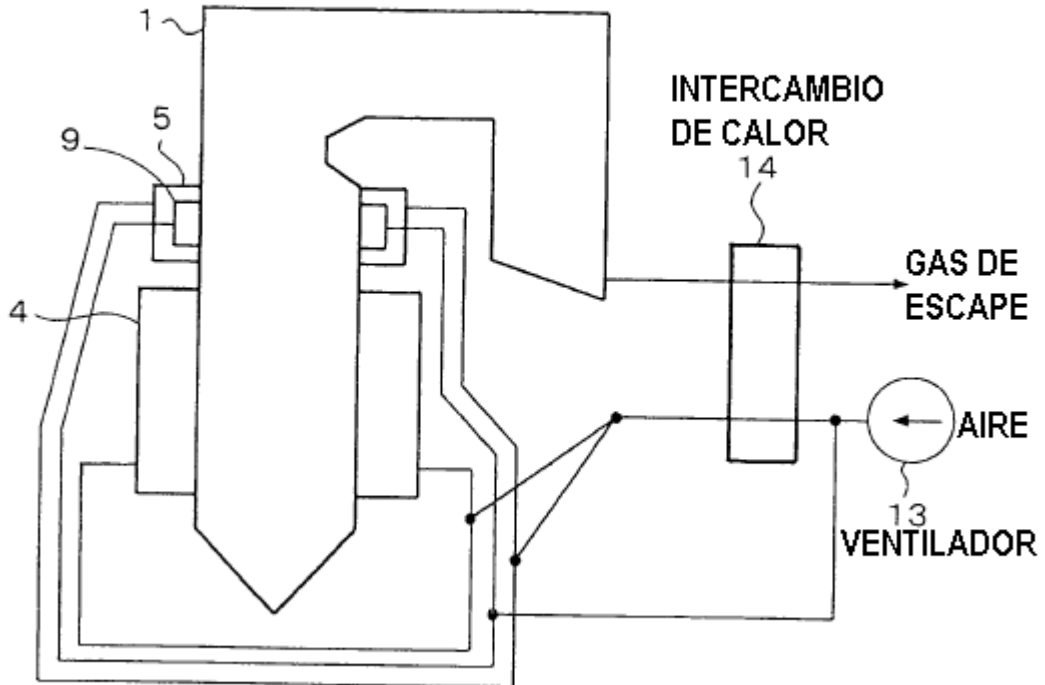 1
INTERCAMBIO
DE CALOR
14
5
9
GAS DE
ESCAPE
4
AIRE
13
VENTILADOR